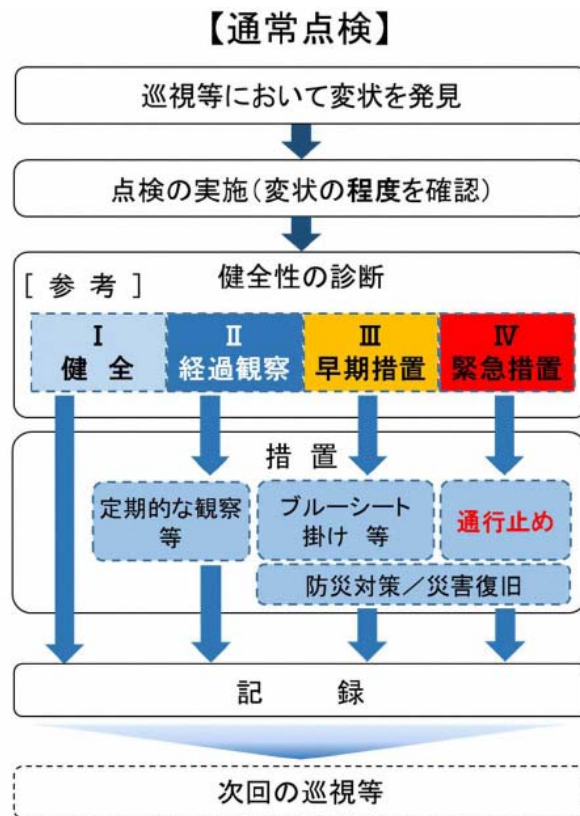 【通常点検】
巡視等において変状を発見
点検の実施(変状の程度を確認)
健全性の診断
[ 参 考 ]
Ⅰ
健 全
Ⅱ
経過観察
Ⅲ
早期措置
Ⅳ
緊急措置
措 置
定期的な観察
等
ブルーシート
掛け 等
通行止め
防災対策／災害復旧
記 録
次回の巡視等